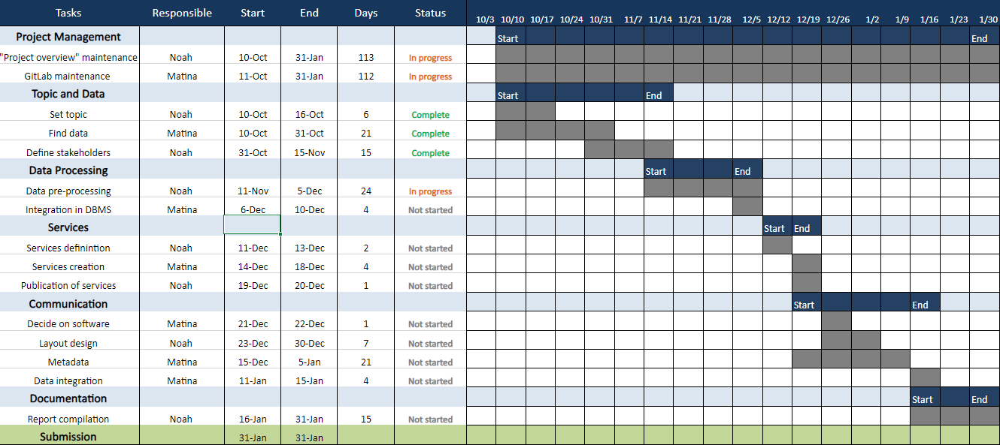 Tasks Responsible Start End Days Status 10/3 10/10 10/17 10/24 10/31 11/7 11/14 11/21 11/28 12/5 12/12 12/19 12/26 1/2 1/9 1/16 1/23 1/30
Project Management Start End
"Project overview" maintenance Noah 10-Oct 31-Jan 113 In progress
GitLab maintenance Matina 11-Oct 31-Jan 112 In progress
Topic and Data Start End
Set topic Noah 10-Oct 16-Oct 6 Complete
Find data Matina 10-Oct 31-Oct 21 Complete
Define stakeholders Noah 31-Oct 15-Nov 15 Complete
Data Processing Start End
Data pre-processing Noah 11-Nov 5-Dec 24 In progress
Integration in DBMS Matina 6-Dec 10-Dec 4 Not started
Services Start End
Services definintion Noah 11-Dec 13-Dec 2 Not started
Services creation Matina 14-Dec 18-Dec 4 Not started
Publication of services Noah 19-Dec 20-Dec 1 Not started
Communication Start End
Decide on software Matina 21-Dec 22-Dec 1 Not started
Layout design Noah 23-Dec 30-Dec 7 Not started
Metadata Matina 15-Dec 5-Jan 21 Not started
Data integration Matina 11-Jan 15-Jan 4 Not started
Documentation Start End
Report compilation Noah 16-Jan 31-Jan 15 Not started
Submission 31-Jan 31-Jan